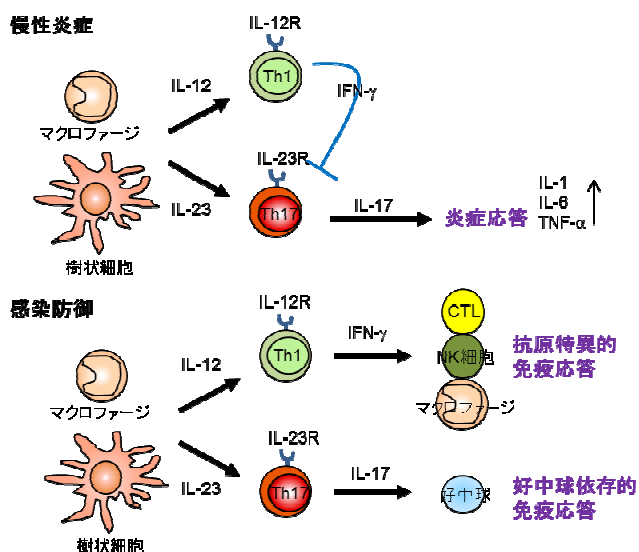 慢性炎症
IL-12R
Th1
IL-12
IFN-γ
マクロファージ
IL-23R
Th17
IL-23
IL-17
炎症応答
IL-1
IL-6
TNF-α
樹状細胞
感染防御
IL-12R
Th1
IL-12
IFN-γ
CTL
NK細胞
マクロファージ
抗原特異的
免疫応答
マクロファージ
IL-23R
Th17
IL-23
IL-17
好中球
好中球依存的
免疫応答
樹状細胞